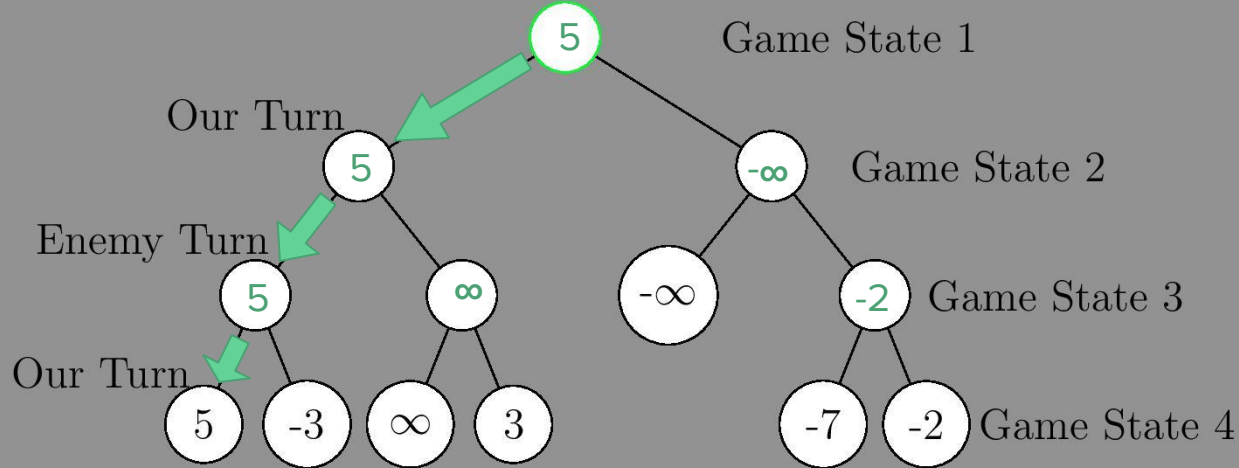 5
Game State 1
Our Turn
5
-∞
Game State 2
Enemy Turn
5
∞
-∞
-2
Game State 3
Our Turn
5
-3
∞
3
-7
-2
Game State 4